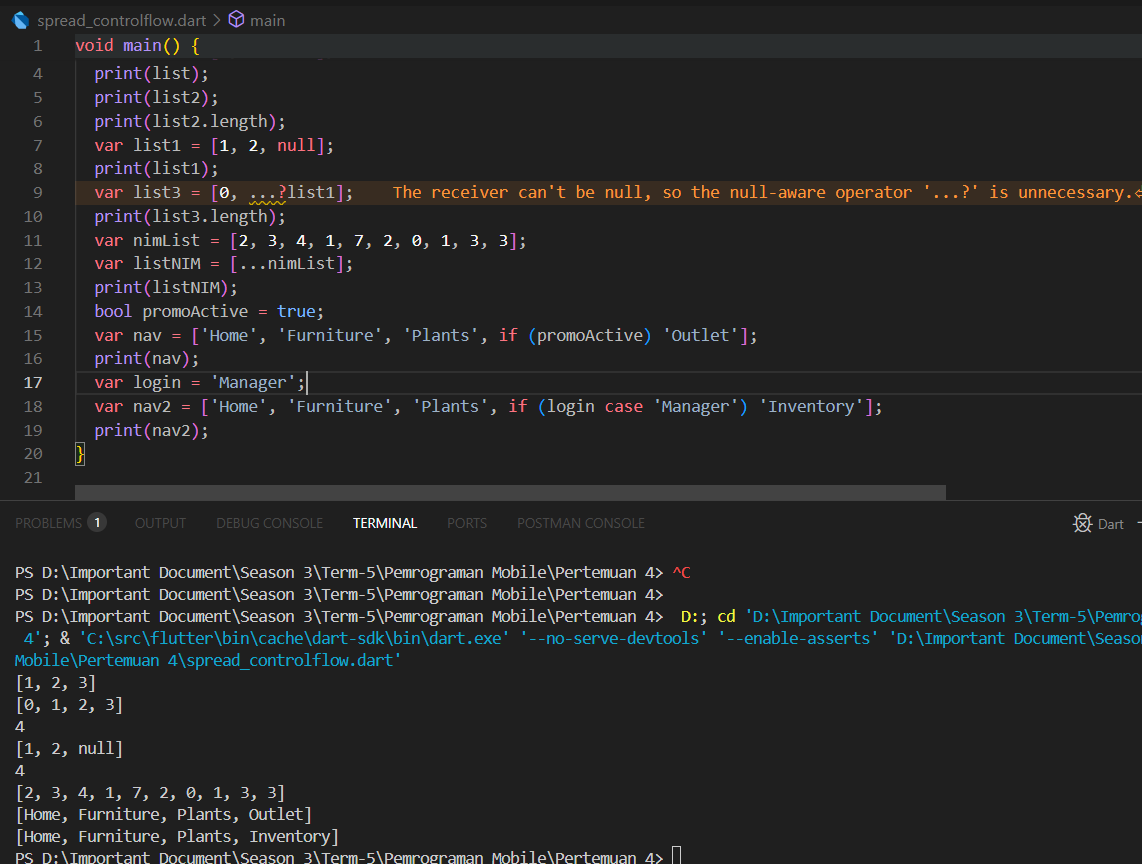 spread_controlflow.dart > main
1 void main() {
4 print(list);
5 print(list2);
6 print(list2.length);
7 var list1 = [1, 2, null];
8 print(list1);
9 var list3 = [0, ...?list1]; The receiver can't be null, so the null-aware operator '...?' is unnecessary.
10 print(list3.length);
11 var nimList = [2, 3, 4, 1, 7, 2, 0, 1, 3, 3];
12 var listNIM = [...nimList];
13 print(listNIM);
14 bool promoActive = true;
15 var nav = ['Home', 'Furniture', 'Plants', if (promoActive) 'Outlet'];
16 print(nav);
17 var login = 'Manager';
18 var nav2 = ['Home', 'Furniture', 'Plants', if (login case 'Manager') 'Inventory'];
19 print(nav2);
20 }
21
PROBLEMS 1 OUTPUT DEBUG CONSOLE TERMINAL PORTS POSTMAN CONSOLE Dart
PS D:\Important Document\Season 3\Term-5\Pemrograman Mobile\Pertemuan 4> ^C
PS D:\Important Document\Season 3\Term-5\Pemrograman Mobile\Pertemuan 4>
PS D:\Important Document\Season 3\Term-5\Pemrograman Mobile\Pertemuan 4> D:; cd 'D:\Important Document\Season 3\Term-5\Pemro
4'; & 'C:\src\flutter\bin\cache\dart-sdk\bin\dart.exe' '--no-serve-devtools' '--enable-asserts' 'D:\Important Document\Seaso
Mobile\Pertemuan 4\spread_controlflow.dart'
[1, 2, 3]
[0, 1, 2, 3]
4
[1, 2, null]
4
[2, 3, 4, 1, 7, 2, 0, 1, 3, 3]
[Home, Furniture, Plants, Outlet]
[Home, Furniture, Plants, Inventory]
PS D:\Important Document\Season 3\Term-5\Pemrograman Mobile\Pertemuan 4>